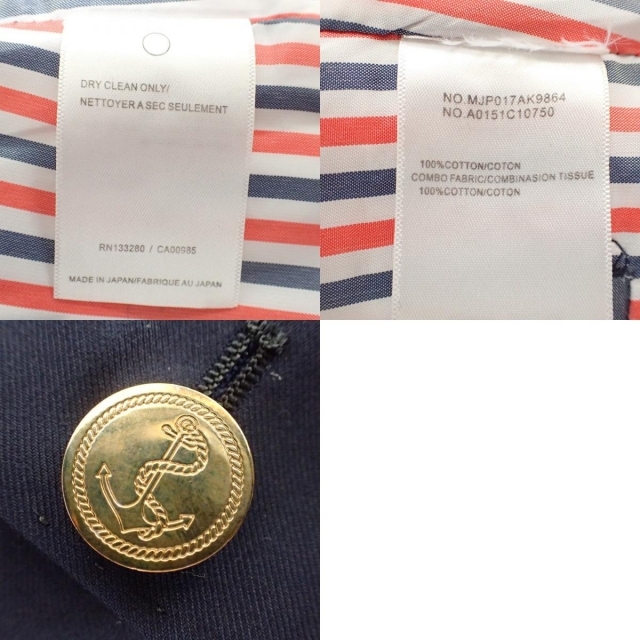 DRY CLEAN ONLY/
NETTOYER A SEC SEULEMENT
RN133280 / CA00985
MADE IN JAPAN/FABRIQUE AU JAPAN
NO.MJP017AK9864
NO.A0151C10750
100%COTTON/COTON
COMBO FABRIC/COMBINASION TISSUE
100%COTTON/COTON